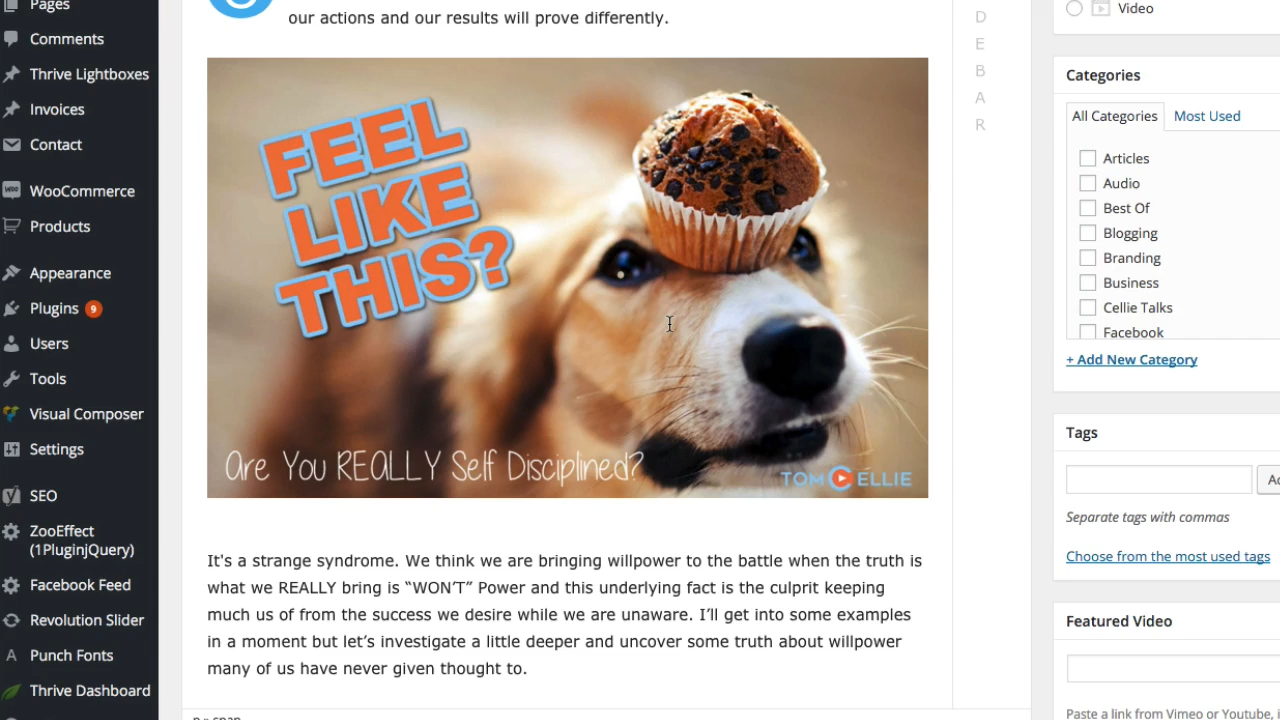 Pages
Comments
Thrive Lightboxes
Invoices
Contact
WooCommerce
Products
Appearance
Plugins 9
Users
Tools
Visual Composer
Settings
SEO
ZooEffect
(1PluginjQuery)
Facebook Feed
Revolution Slider
Punch Fonts
Thrive Dashboard
our actions and our results will prove differently.
FEEL
LIKE
THIS?
Are You REALLY Self Disciplined?
TOM CELLIE
It's a strange syndrome. We think we are bringing willpower to the battle when the truth is
what we REALLY bring is “WON’T” Power and this underlying fact is the culprit keeping
much us of from the success we desire while we are unaware. I’ll get into some examples
in a moment but let’s investigate a little deeper and uncover some truth about willpower
many of us have never given thought to.
D
E
B
A
R
Video
Categories
All Categories
Most Used
Articles
Audio
Best Of
Blogging
Branding
Business
Cellie Talks
Facebook
+ Add New Category
Tags
Separate tags with commas
Choose from the most used tags
Featured Video
Paste a link from Vimeo or Youtube,